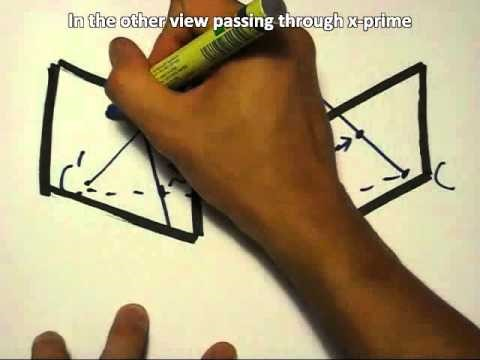 In the other view passing through x-prime
C'
C